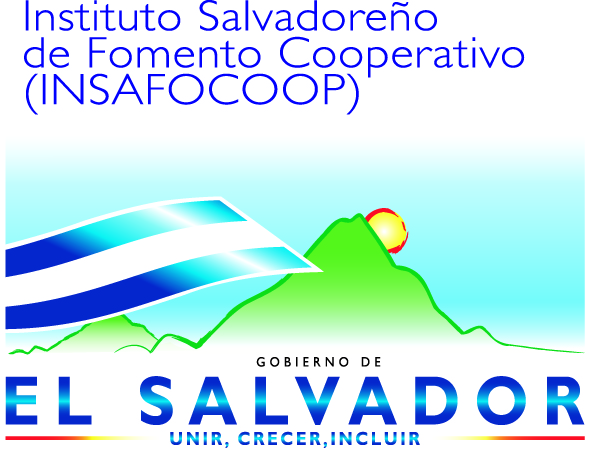 Instituto Salvadoreño
de Fomento Cooperativo
(INSAFOCOOP)
GOBIERNO DE
EL SALVADOR
UNIR, CRECER,INCLUIR